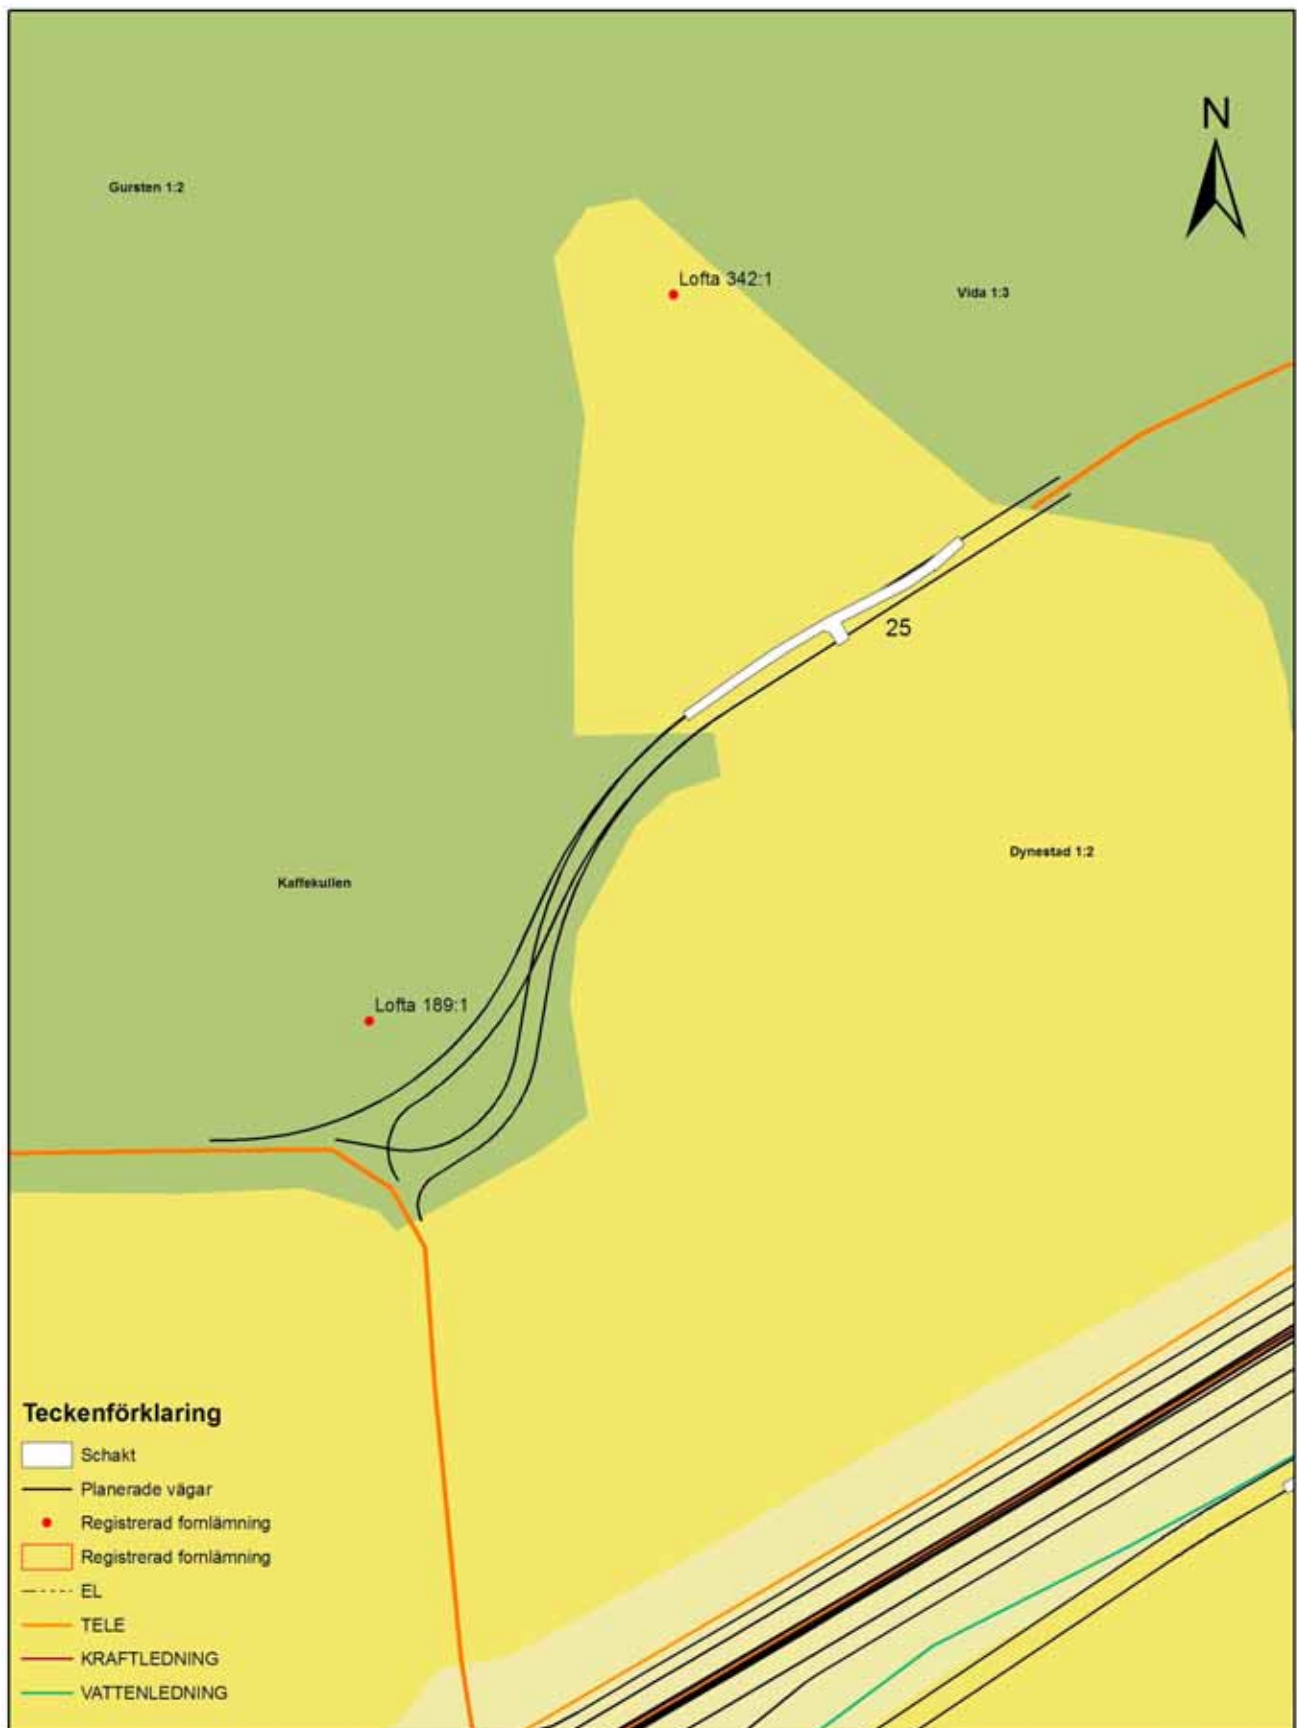 N
Gursten 1:2
Lofta 342:1
Vida 1:3
25
Dynestad 1:2
Kaffekullen
Lofta 189:1
Teckenförklaring
Schakt
Planerade vägar
Registrerad fornlämning
Registrerad fornlämning
EL
TELE
KRAFTLEDNING
VATTENLEDNING